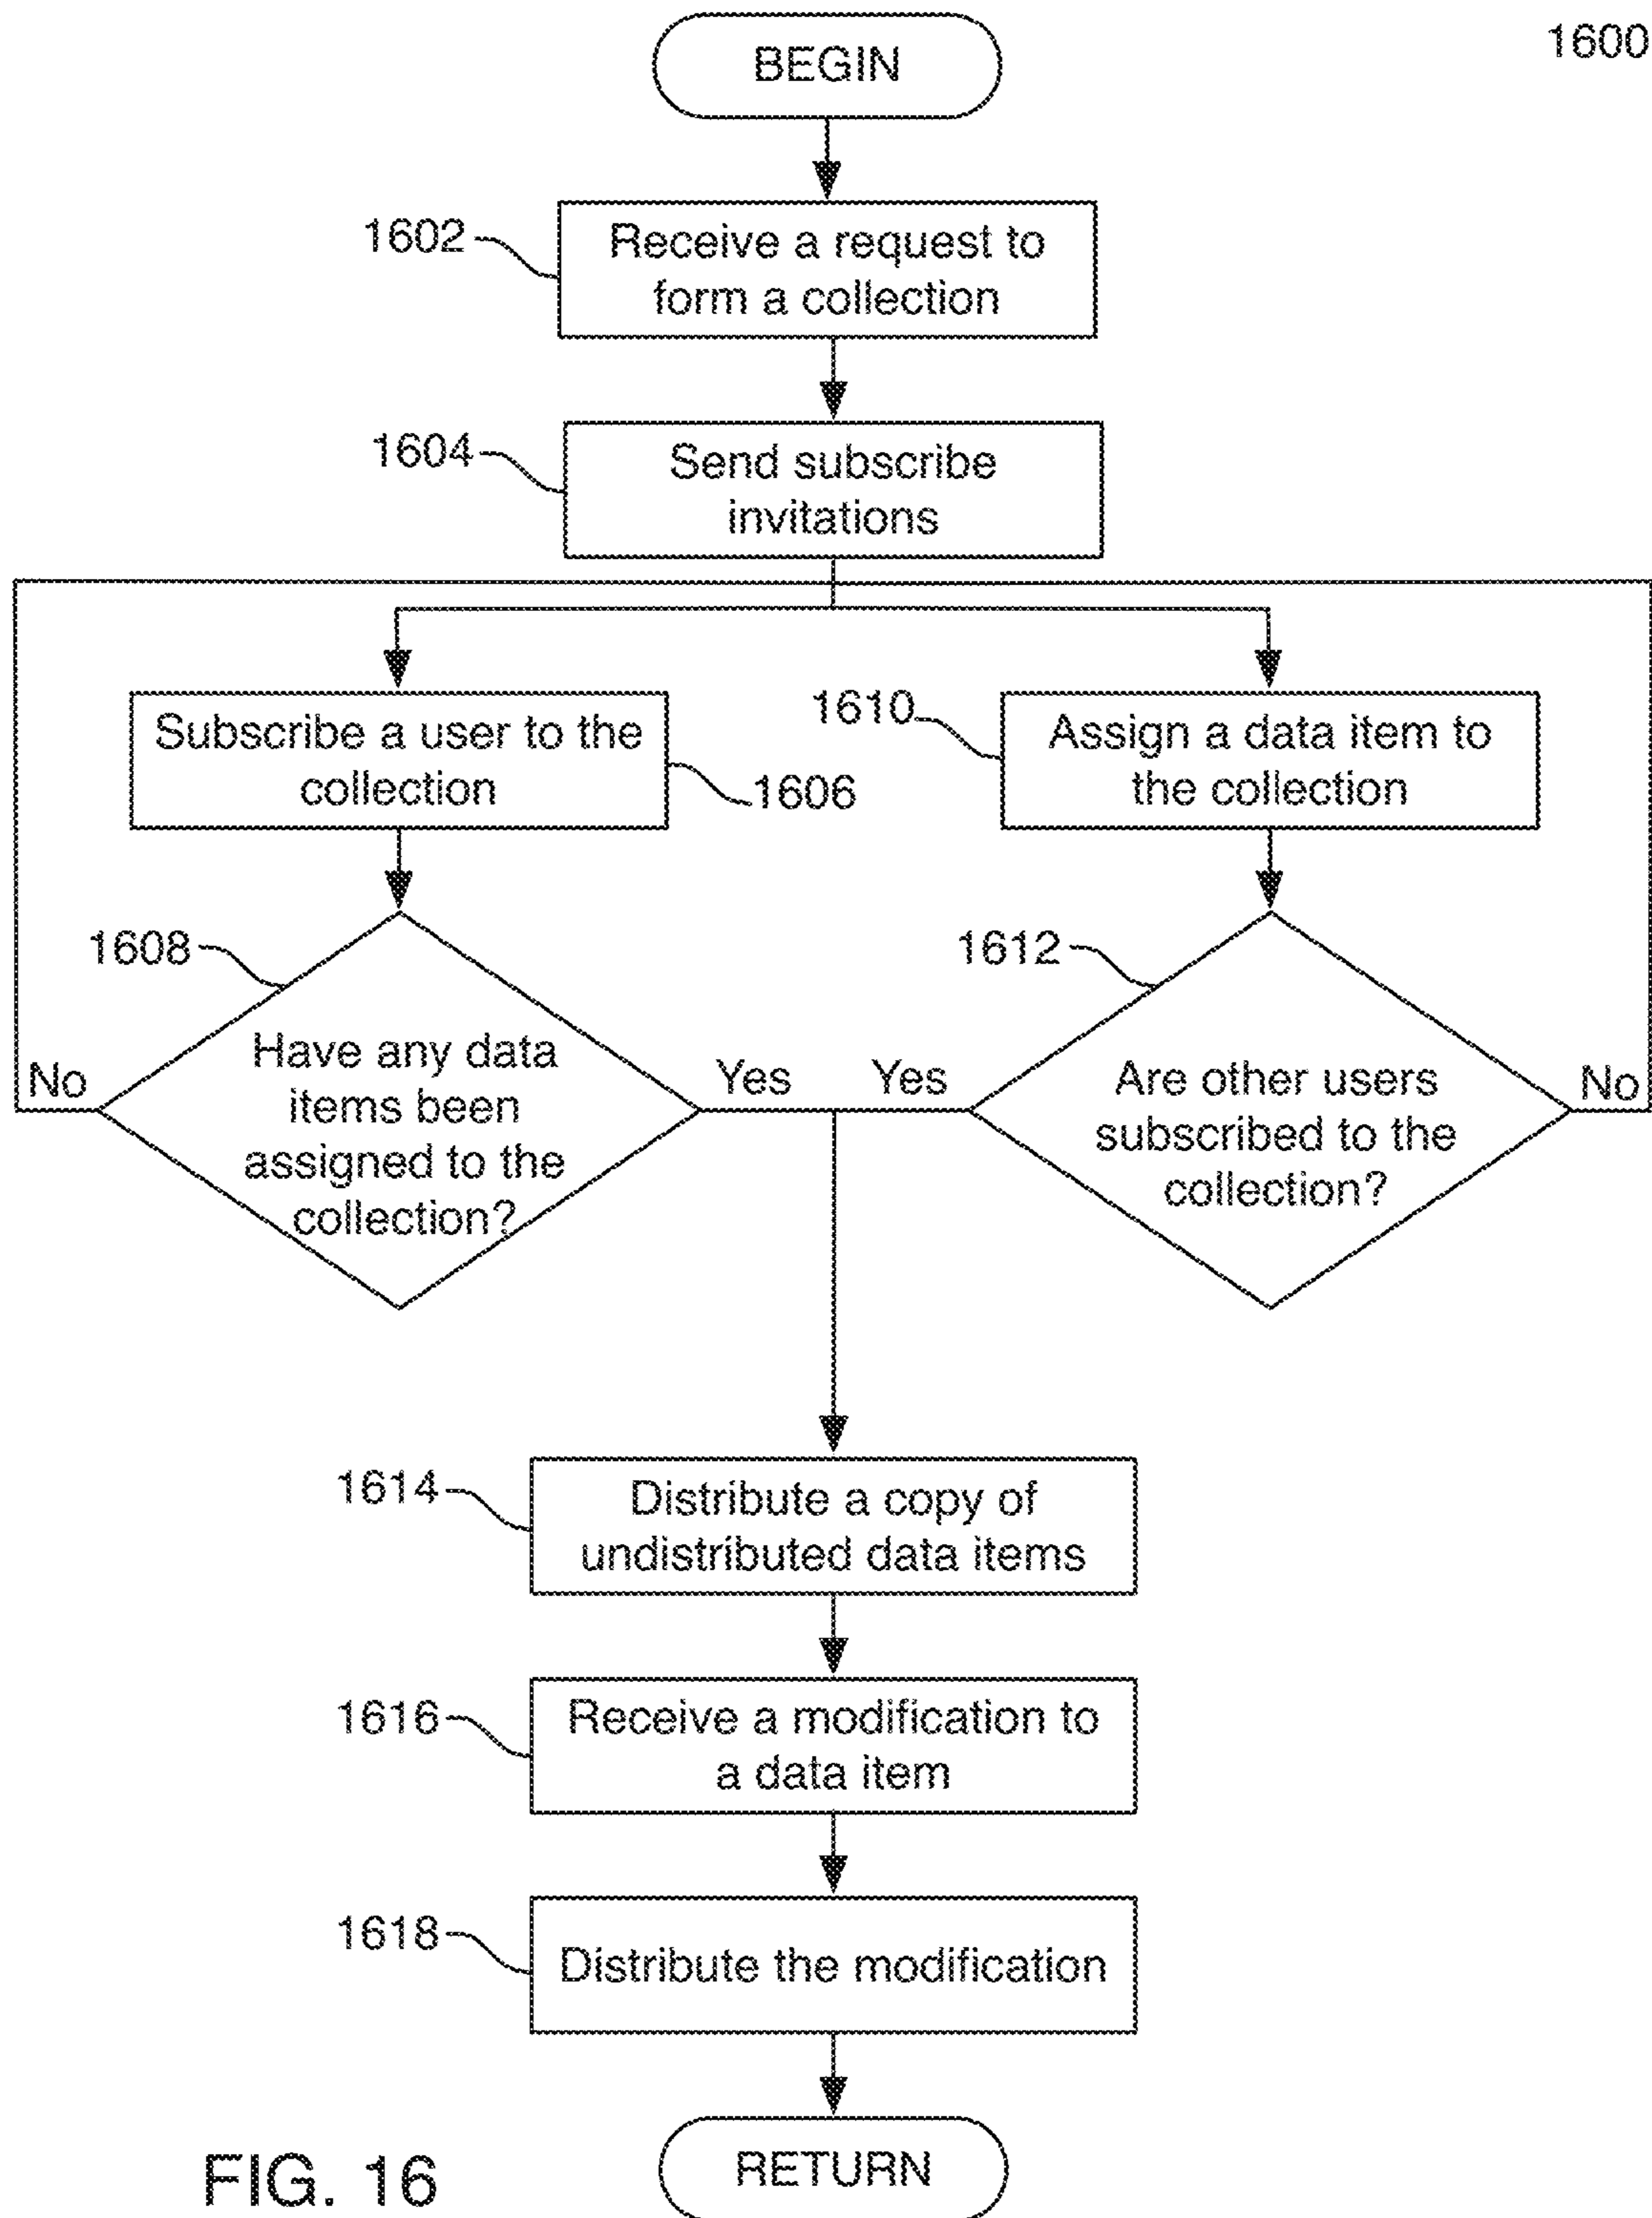 1600
BEGIN
1602
Receive a request to
form a collection
1604
Send subscribe
invitations
Subscribe a user to the
collection
1606
1610
Assign a data item to
the collection
1608
Have any data
items been
assigned to the
collection?
No
Yes
1612
Are other users
subscribed to the
collection?
Yes
No
1614
Distribute a copy of
undistributed data items
1616
Receive a modification to
a data item
1618
Distribute the modification
RETURN
FIG. 16